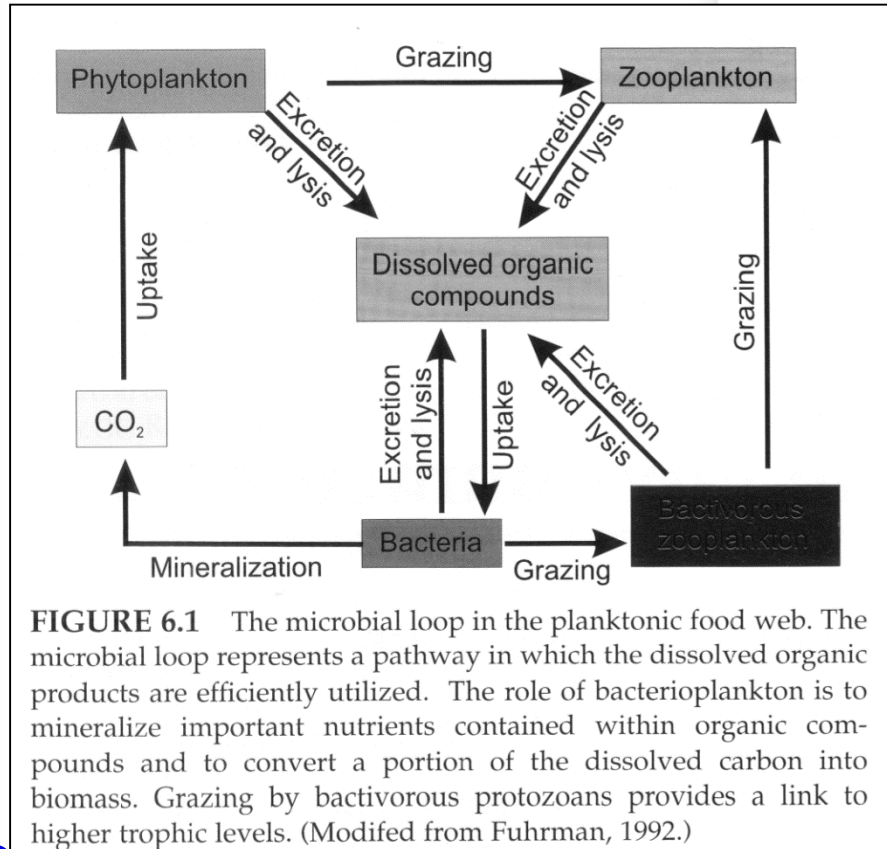 Grazing
Phytoplankton
Zooplankton
Excretion
and lysis
Excretion
and lysis
Uptake
Dissolved organic
compounds
Grazing
CO₂
Excretion
and lysis
Uptake
Excretion
and lysis
Bactivorous
zooplankton
Bacteria
Mineralization
Grazing
FIGURE 6.1 The microbial loop in the planktonic food web. The
microbial loop represents a pathway in which the dissolved organic
products are efficiently utilized. The role of bacterioplankton is to
mineralize important nutrients contained within organic com-
pounds and to convert a portion of the dissolved carbon into
biomass. Grazing by bactivorous protozoans provides a link to
higher trophic levels. (Modifed from Fuhrman, 1992.)